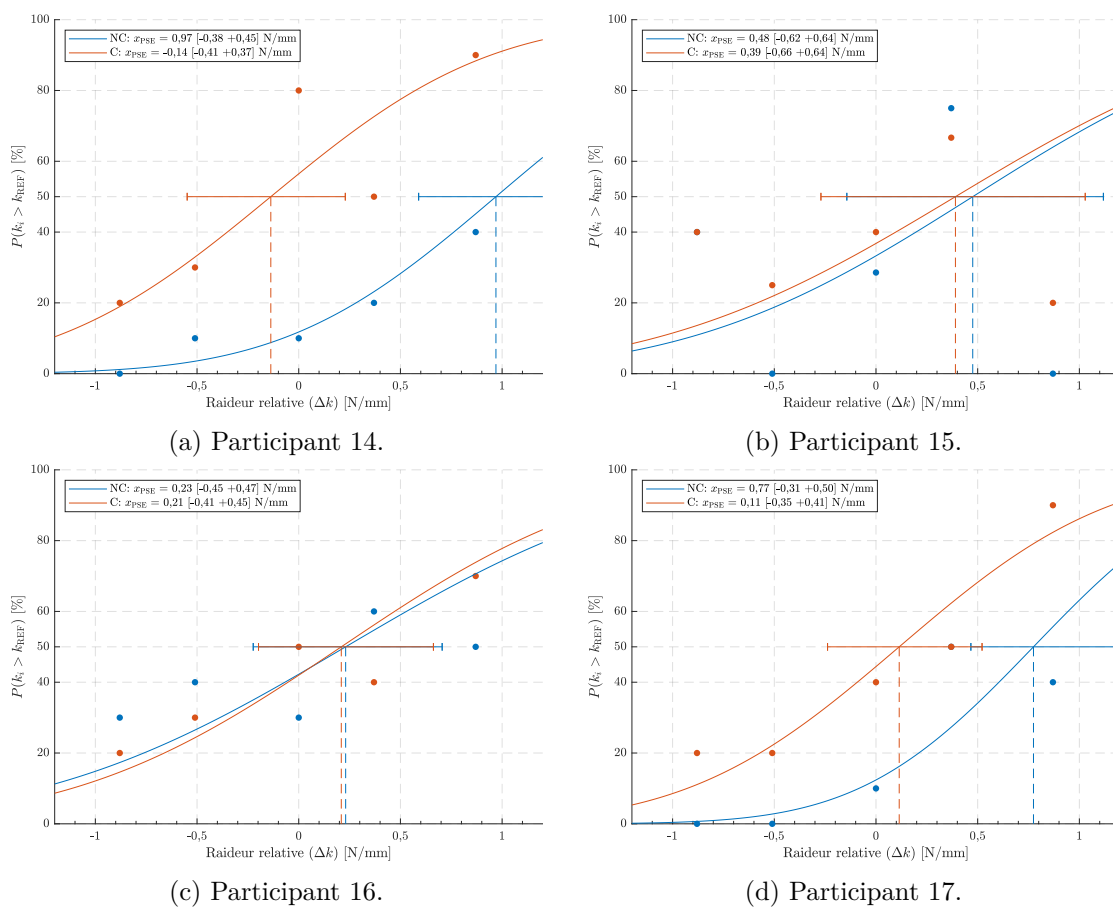 NC: x_PSE = 0,97 [-0,38 +0,45] N/mm
C: x_PSE = -0,14 [-0,41 +0,37] N/mm
100
80
60
40
20
0
P(k_i > k_REF) [%]
-1
-0,5
0
0,5
1
Raideur relative (Δk) [N/mm]
(a) Participant 14.
NC: x_PSE = 0,48 [-0,62 +0,64] N/mm
C: x_PSE = 0,39 [-0,66 +0,64] N/mm
100
80
60
40
20
0
P(k_i > k_REF) [%]
-1
-0,5
0
0,5
1
Raideur relative (Δk) [N/mm]
(b) Participant 15.
NC: x_PSE = 0,23 [-0,45 +0,47] N/mm
C: x_PSE = 0,21 [-0,41 +0,45] N/mm
100
80
60
40
20
0
P(k_i > k_REF) [%]
-1
-0,5
0
0,5
1
Raideur relative (Δk) [N/mm]
(c) Participant 16.
NC: x_PSE = 0,77 [-0,31 +0,50] N/mm
C: x_PSE = 0,11 [-0,35 +0,41] N/mm
100
80
60
40
20
0
P(k_i > k_REF) [%]
-1
-0,5
0
0,5
1
Raideur relative (Δk) [N/mm]
(d) Participant 17.